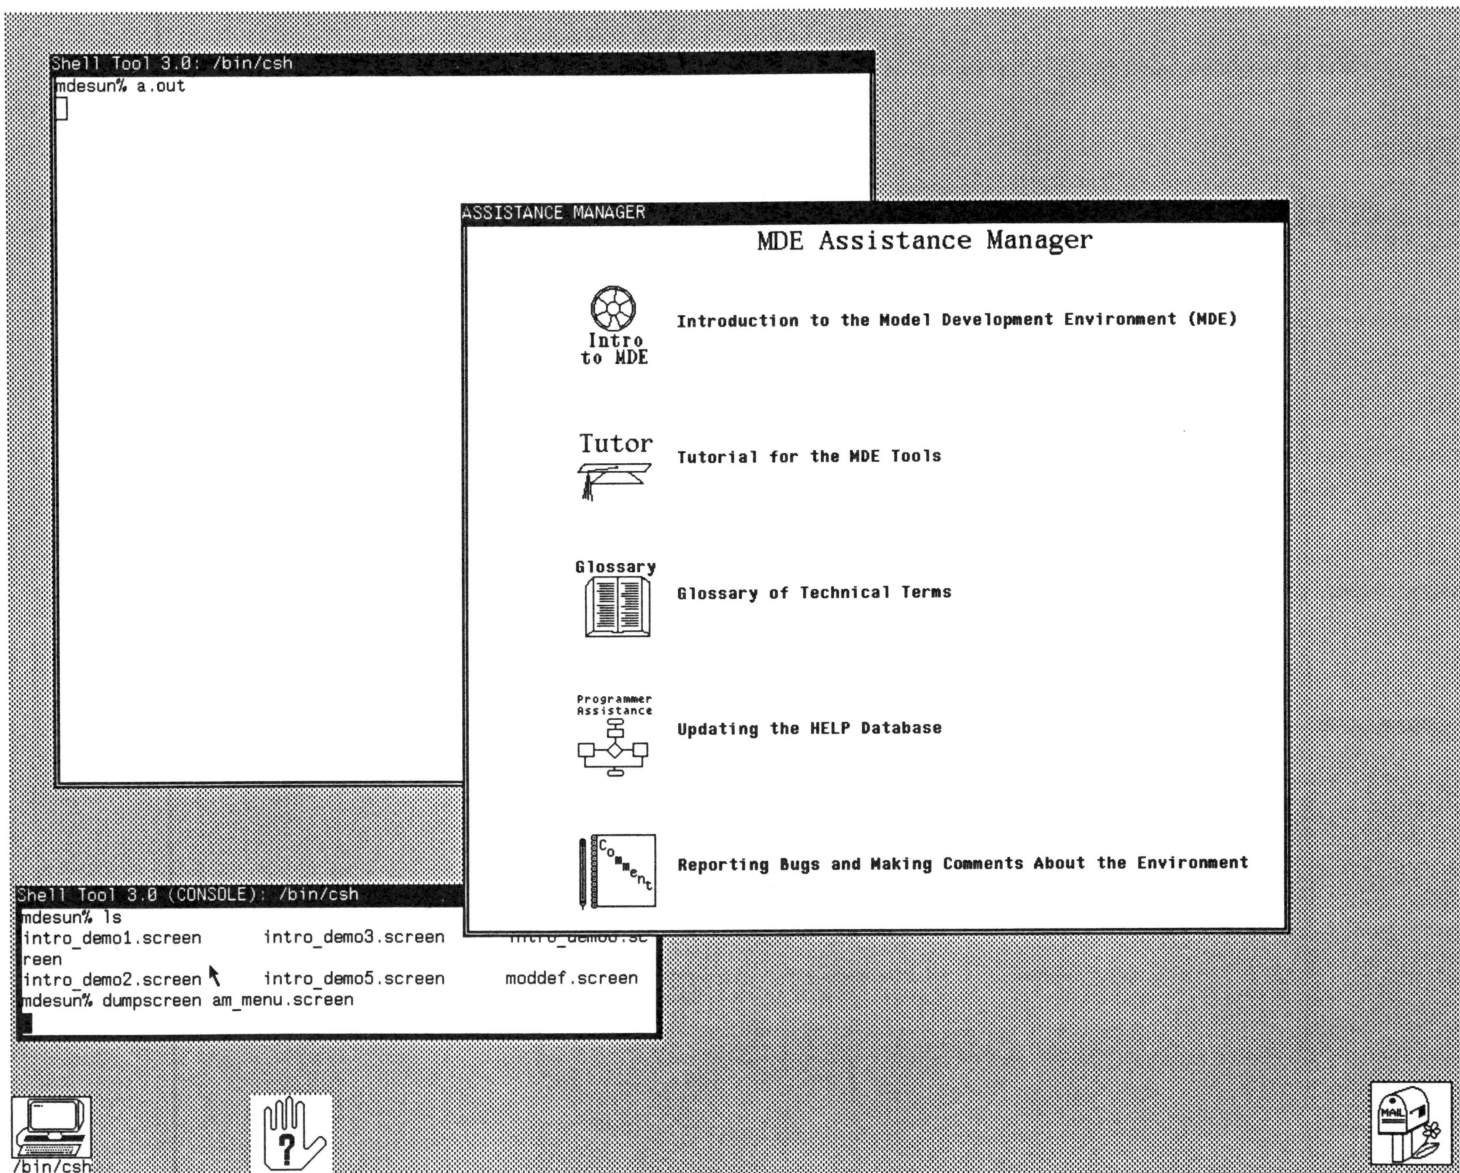 Shell Tool 3.0: /bin/csh
mdesun% a.out
ASSISTANCE MANAGER
MDE Assistance Manager
Intro
to MDE
Introduction to the Model Development Environment (MDE)
Tutor
Tutorial for the MDE Tools
Glossary
Glossary of Technical Terms
Programmer
Assistance
Updating the HELP Database
Comment
Reporting Bugs and Making Comments About the Environment
Shell Tool 3.0 (CONSOLE): /bin/csh
mdesun% ls
intro_demo1.screen intro_demo3.screen
reen
intro_demo2.screen intro_demo5.screen moddef.screen
mdesun% dumpscreen am_menu.screen
/bin/csh
?
MAIL